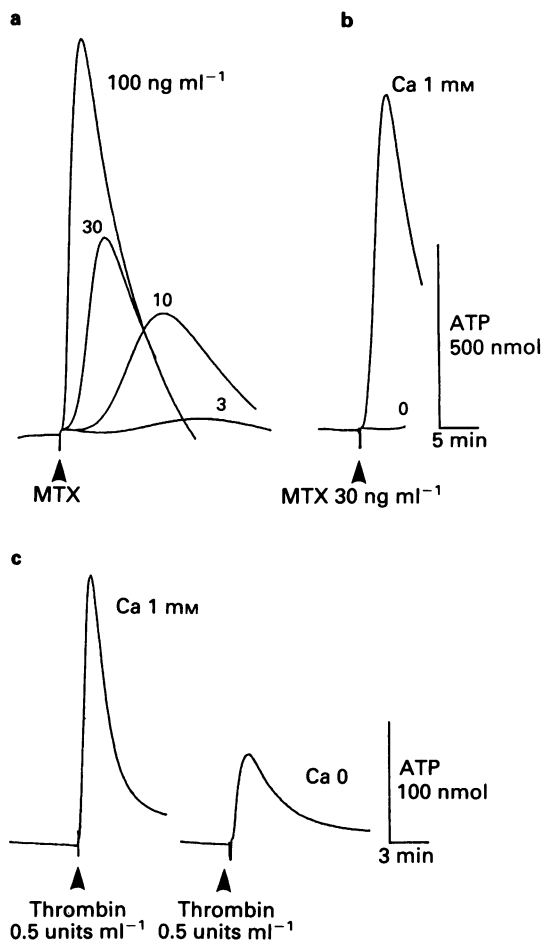 a
100 ng ml⁻¹
30
10
3
MTX
b
Ca 1 mM
0
ATP
500 nmol
5 min
MTX 30 ng ml⁻¹
c
Ca 1 mM
Ca 0
ATP
100 nmol
3 min
Thrombin
0.5 units ml⁻¹
Thrombin
0.5 units ml⁻¹